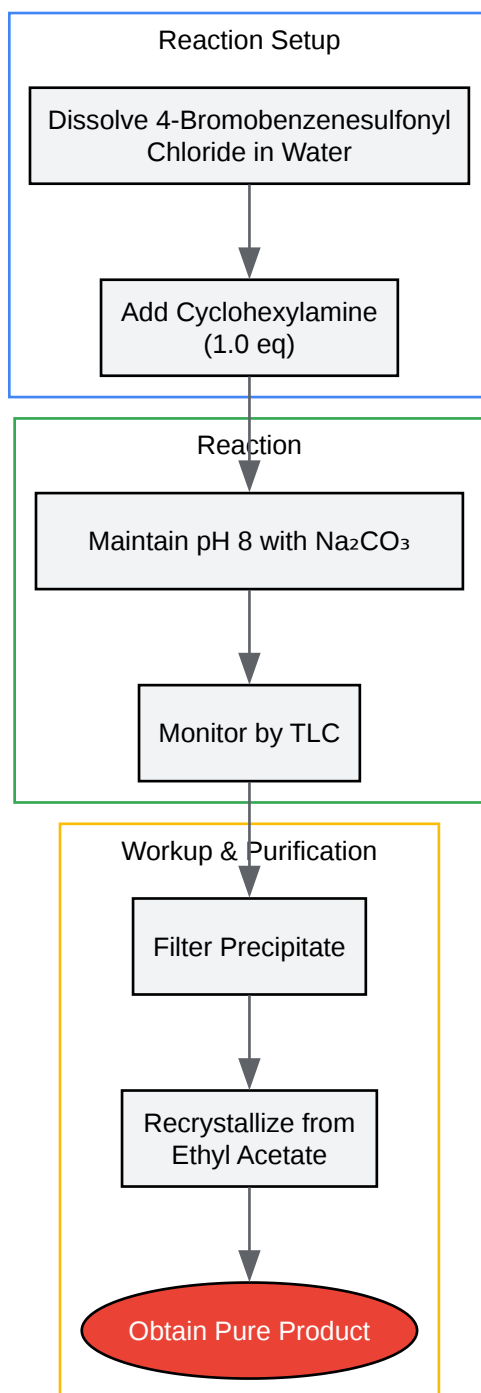 Reaction Setup
Dissolve 4-Bromobenzenesulfonyl
Chloride in Water
Add Cyclohexylamine
(1.0 eq)
Reaction
Maintain pH 8 with Na₂CO₃
Monitor by TLC
Workup & Purification
Filter Precipitate
Recrystallize from
Ethyl Acetate
Obtain Pure Product